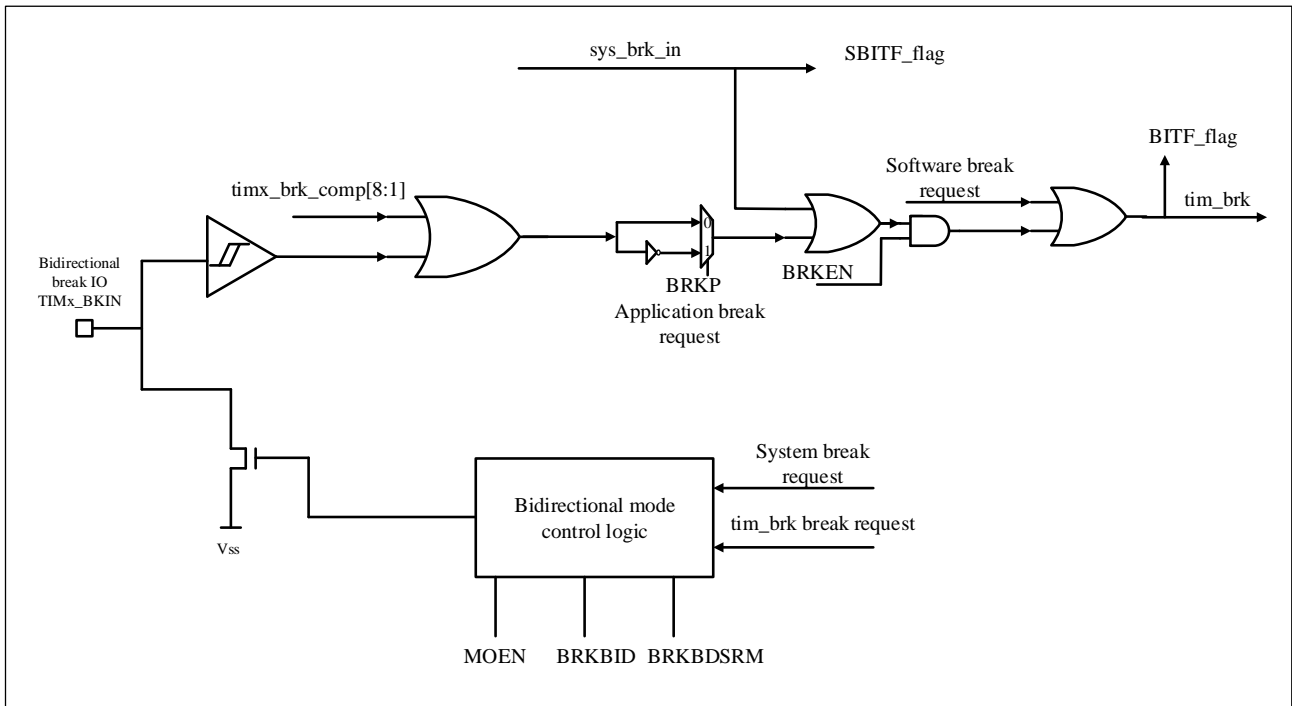 sys_brk_in
SBITF_flag
BITF_flag
Software break
request
tim_brk
timx_brk_comp[8:1]
0
1
Bidirectional
break IO
TIMx_BKIN
BRKP
Application break
request
BRKEN
System break
request
Bidirectional mode
control logic
tim_brk break request
Vss
MOEN
BRKBID
BRKBDSRM